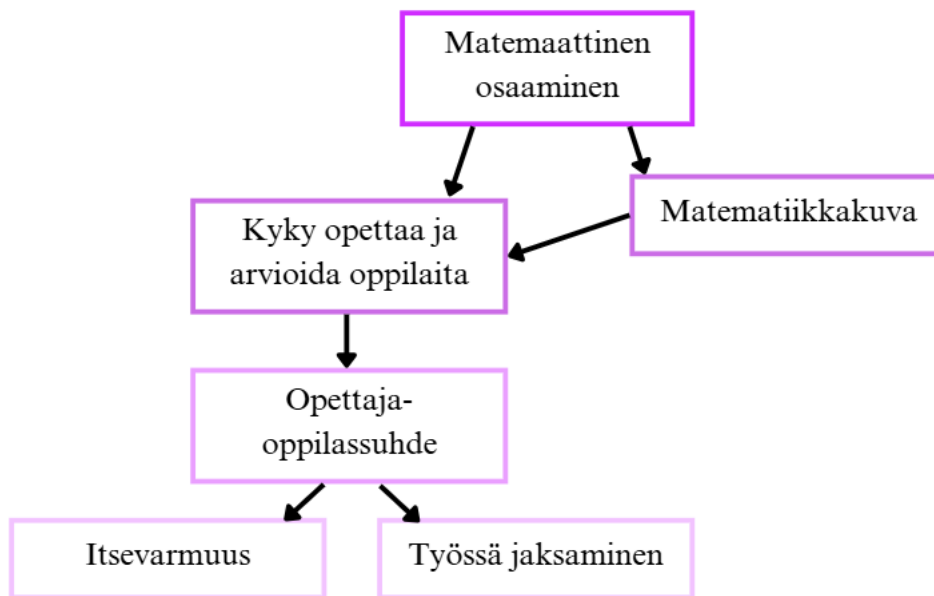 Matemaattinen
osaaminen
Matematiikkakuva
Kyky opettaa ja
arvioida oppilaita
Opettaja-
oppilassuhde
Itsevarmuus
Työssä jaksaminen